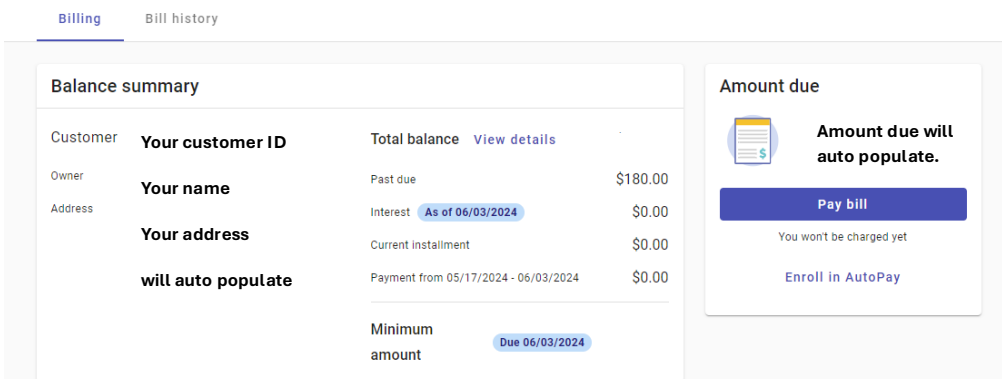 Billing Bill history
Balance summary
Customer Your customer ID
Owner Your name
Address Your address
will auto populate
Total balance View details
Past due $180.00
Interest As of 06/03/2024 $0.00
Current installment $0.00
Payment from 05/17/2024 - 06/03/2024 $0.00
Minimum
amount Due 06/03/2024
Amount due
$
Amount due will
auto populate.
Pay bill
You won't be charged yet
Enroll in AutoPay